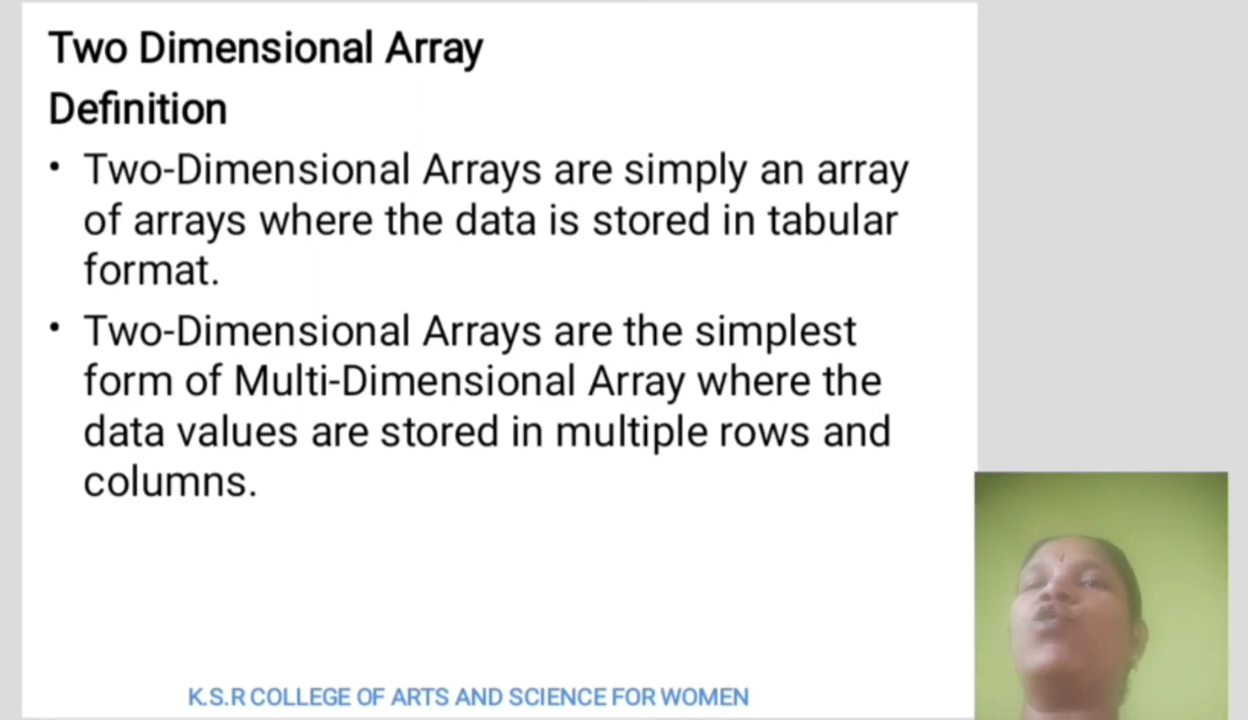 Two Dimensional Array
Definition
• Two-Dimensional Arrays are simply an array
of arrays where the data is stored in tabular
format.
• Two-Dimensional Arrays are the simplest
form of Multi-Dimensional Array where the
data values are stored in multiple rows and
columns.
K.S.R COLLEGE OF ARTS AND SCIENCE FOR WOMEN